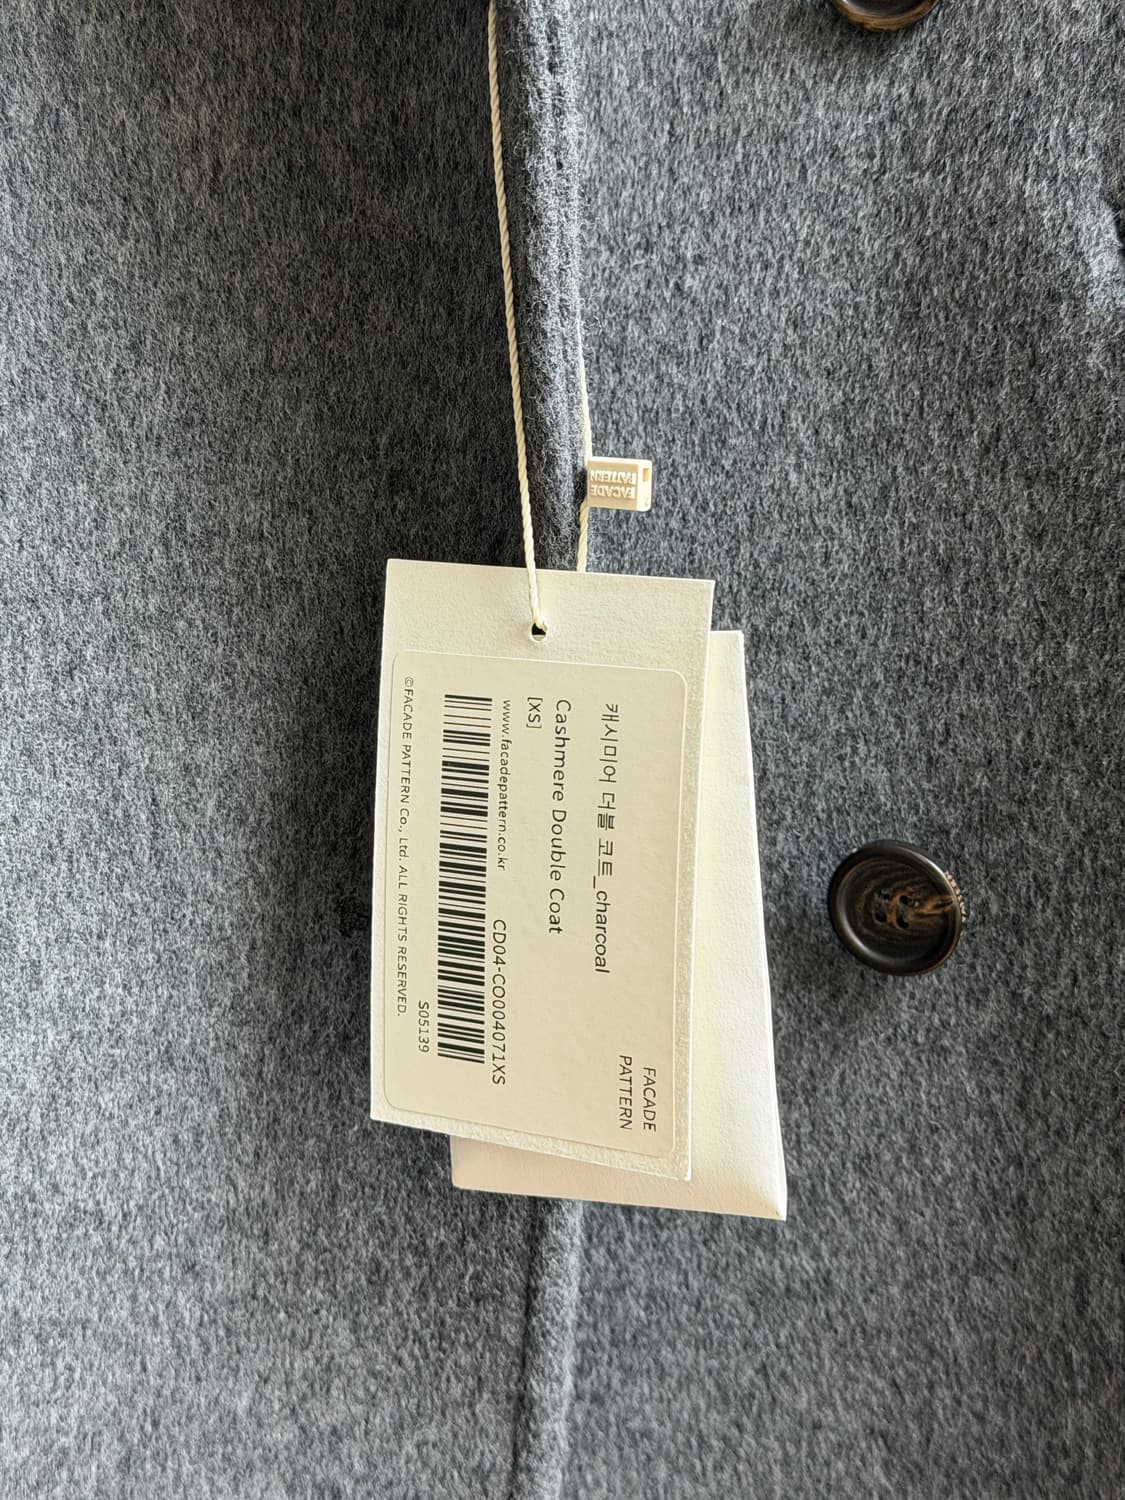 FACADE
PATTERN
FACADE
PATTERN
캐시미어 더블 코트_charcoal
Cashmere Double Coat
[XS]
www.facadepattern.co.kr
CD04-CO004071XS
S05139
©FACADE PATTERN Co., Ltd. ALL RIGHTS RESERVED.